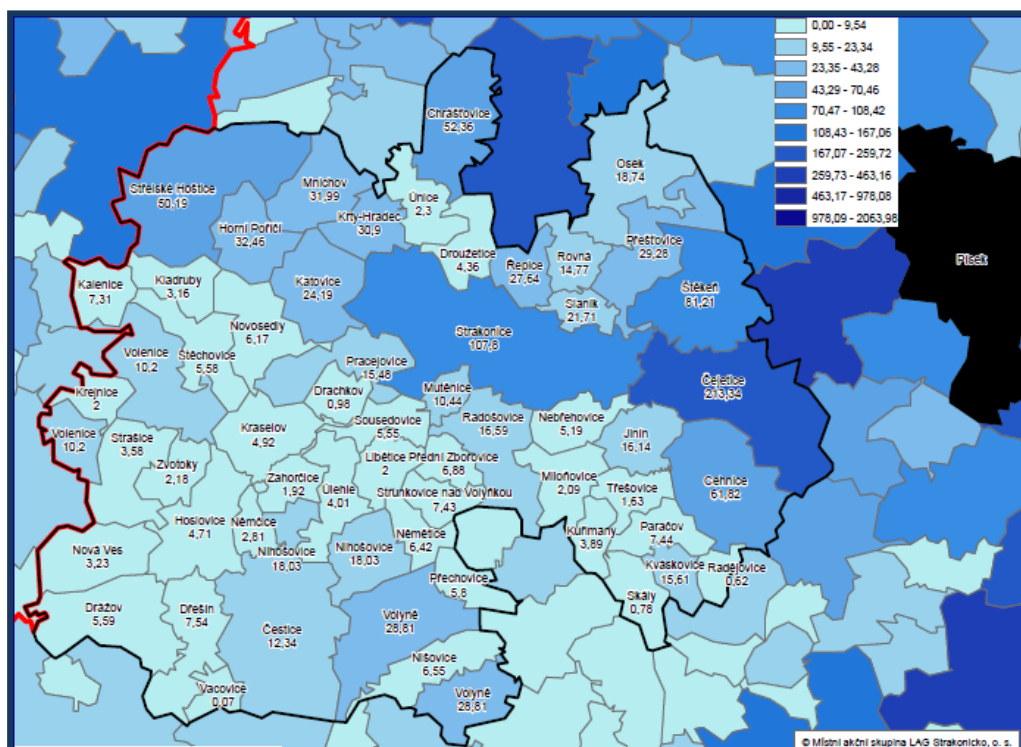 0,00 - 9,54
9,55 - 23,34
23,35 - 43,28
43,29 - 70,46
70,47 - 108,42
108,43 - 167,06
167,07 - 259,72
259,73 - 463,16
463,17 - 978,08
978,09 - 2063,98
Chrášťovice
52,36
Osek
18,74
Střelské Hoštice
50,19
Mnichov
31,99
Únice
2,3
Horní Poříčí
32,46
Krty-Hradec
30,9
Přešťovice
29,28
Droužetice
4,36
Řepice
27,64
Rovná
14,77
Písek
Kalenice
7,31
Kladruby
3,16
Katovice
24,19
Štěkeň
81,21
Slaník
21,71
Novosedly
6,17
Strakonice
107,8
Volenice
10,2
Štěchovice
5,58
Pracejovice
15,48
Čejetice
213,34
Krejnice
2
Drachkov
0,98
Mutěnice
10,44
Radošovice
16,59
Nebřehovice
5,19
Sousedovice
5,55
Volenice
10,2
Strašice
3,58
Kraselov
4,92
Jinín
16,14
Zvotoky
2,18
Libětice
2
Přední Zborovice
6,88
Miloňovice
2,09
Cehnice
61,82
Zahorčice
1,92
Úlehle
4,01
Strunkovice nad Volyňkou
7,43
Třešovice
1,63
Hoslovice
4,71
Němčice
2,81
Kuřimany
3,89
Paračov
7,44
Nová Ves
3,23
Nihošovice
18,03
Nihošovice
18,03
Němětice
6,42
Kváskovice
15,61
Radějovice
0,62
Přechovice
5,8
Skály
0,78
Drážov
5,59
Dřešín
7,54
Čestice
12,34
Volyně
28,81
Nišovice
6,55
Vacovice
0,07
Volyně
28,81
© Místní akční skupina LAG Strakonicko, o. s.